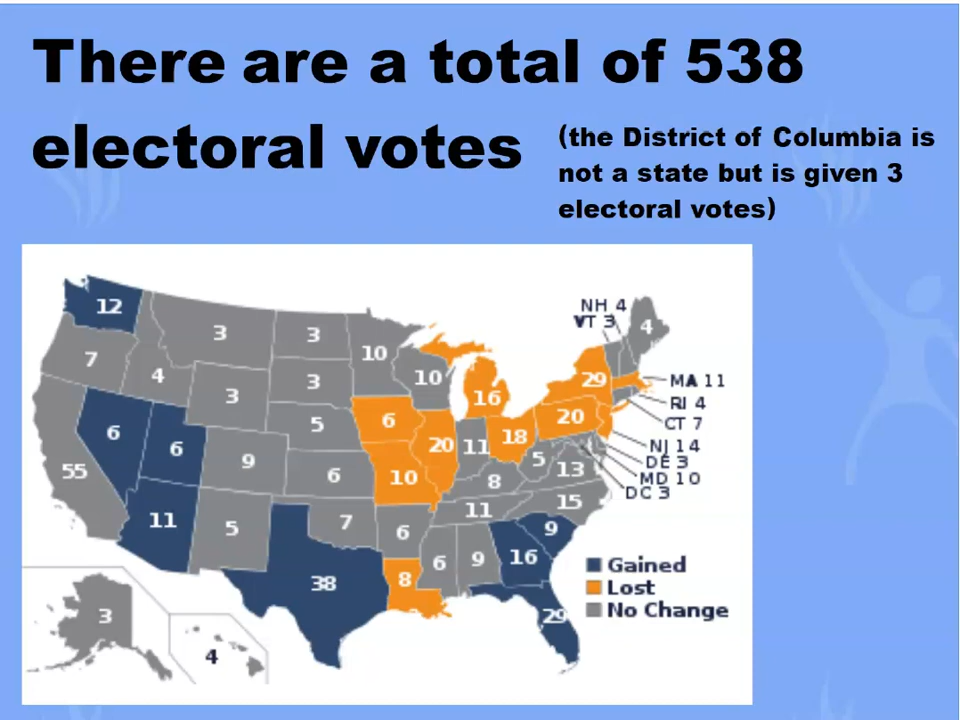 There are a total of 538
electoral votes
(the District of Columbia is
not a state but is given 3
electoral votes)
12
3
3
NH 4
VT 3
4
7
4
10
3
3
10
29
MA 11
16
RI 4
5
6
20
CT 7
6
6
20
11
18
NJ 14
55
9
6
10
5
13
DE 3
8
MD 10
DC 3
11
5
7
11
15
6
9
38
8
6
9
16
Gained
Lost
No Change
29
3
4